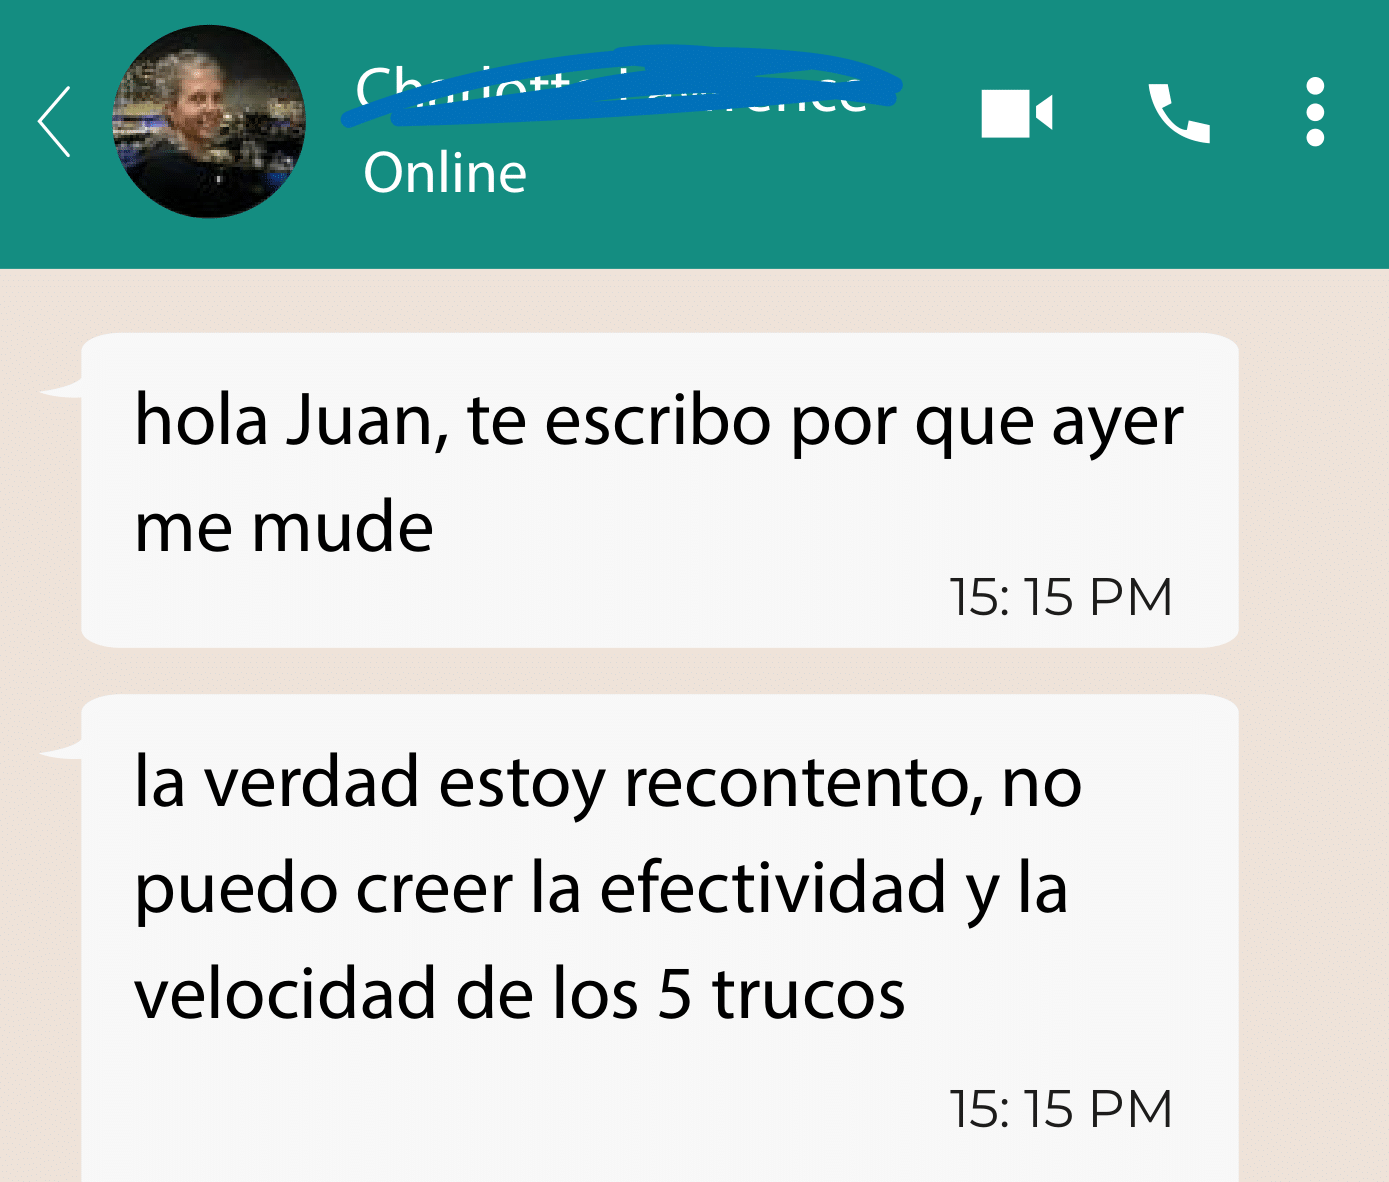 Online
hola Juan, te escribo por que ayer
me mude
15: 15 PM
la verdad estoy recontento, no
puedo creer la efectividad y la
velocidad de los 5 trucos
15: 15 PM